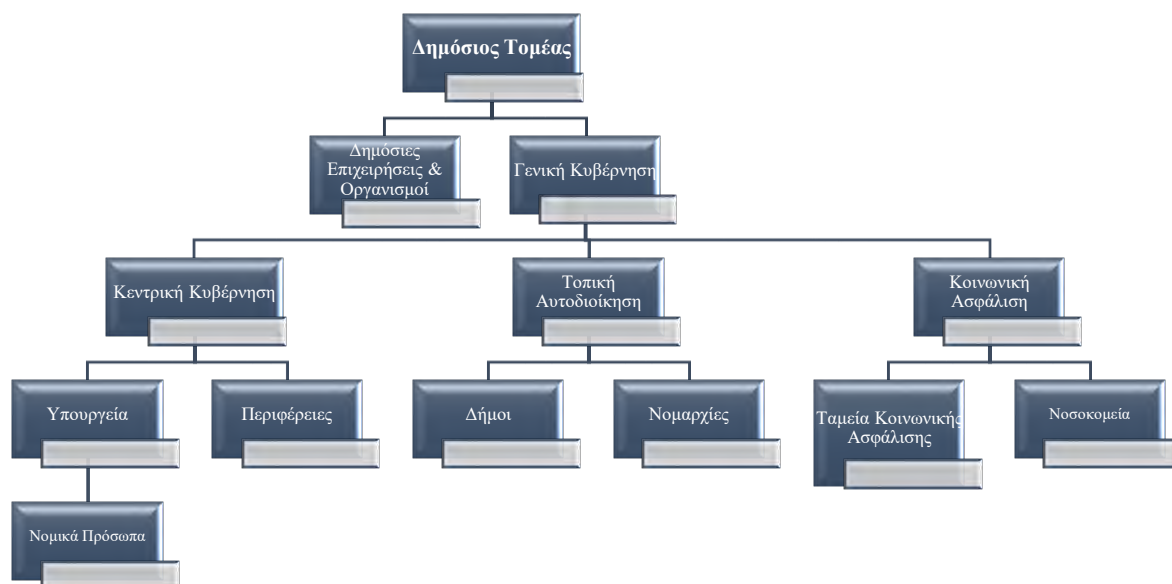 Δημόσιος Τομέας
Δημόσιες
Επιχειρήσεις &
Οργανισμοί
Γενική Κυβέρνηση
Κεντρική Κυβέρνηση
Τοπική
Αυτοδιοίκηση
Κοινωνική
Ασφάλιση
Υπουργεία
Περιφέρειες
Δήμοι
Νομαρχίες
Ταμεία Κοινωνικής
Ασφάλισης
Νοσοκομεία
Νομικά Πρόσωπα